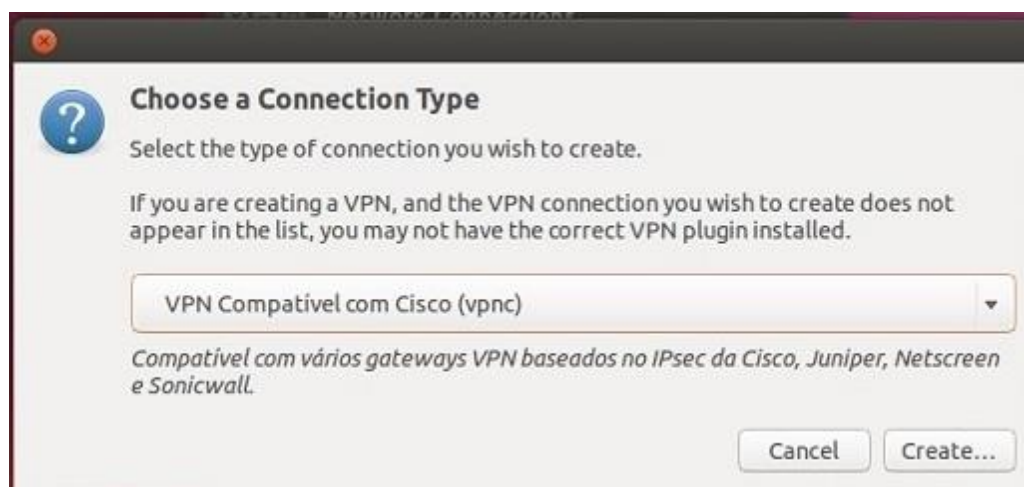 Network Connections
Choose a Connection Type
Select the type of connection you wish to create.
If you are creating a VPN, and the VPN connection you wish to create does not
appear in the list, you may not have the correct VPN plugin installed.
VPN Compatível com Cisco (vpnc)
Compatível com vários gateways VPN baseados no IPsec da Cisco, Juniper, Netscreen
e Sonicwall.
Cancel
Create...